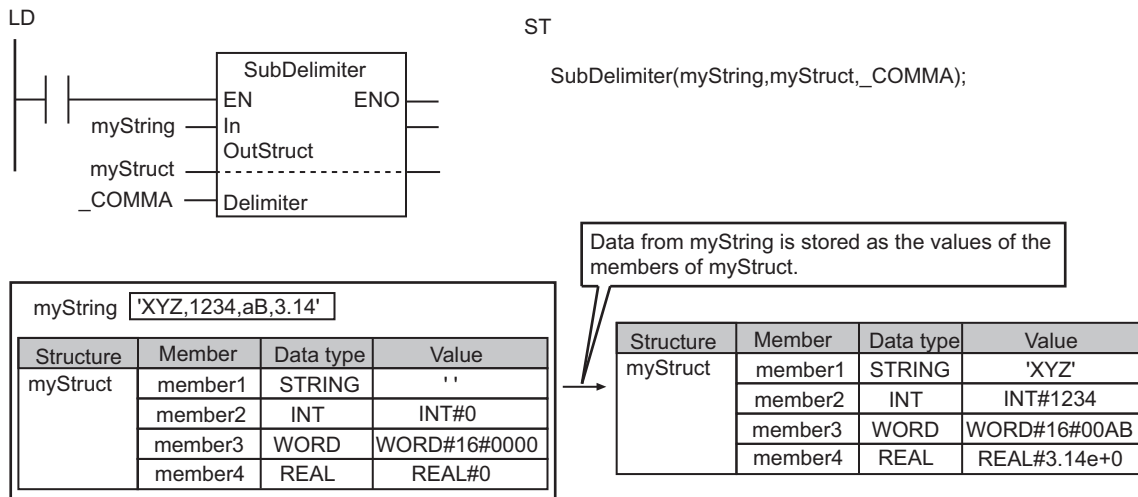 LD
ST
SubDelimiter
SubDelimiter(myString,myStruct,_COMMA);
EN ENO
myString In
OutStruct
myStruct
_COMMA Delimiter
Data from myString is stored as the values of the
members of myStruct.
myString 'XYZ,1234,aB,3.14'
Structure Member Data type Value
myStruct member1 STRING ' '
member2 INT INT#0
member3 WORD WORD#16#0000
member4 REAL REAL#0
Structure Member Data type Value
myStruct member1 STRING 'XYZ'
member2 INT INT#1234
member3 WORD WORD#16#00AB
member4 REAL REAL#3.14e+0